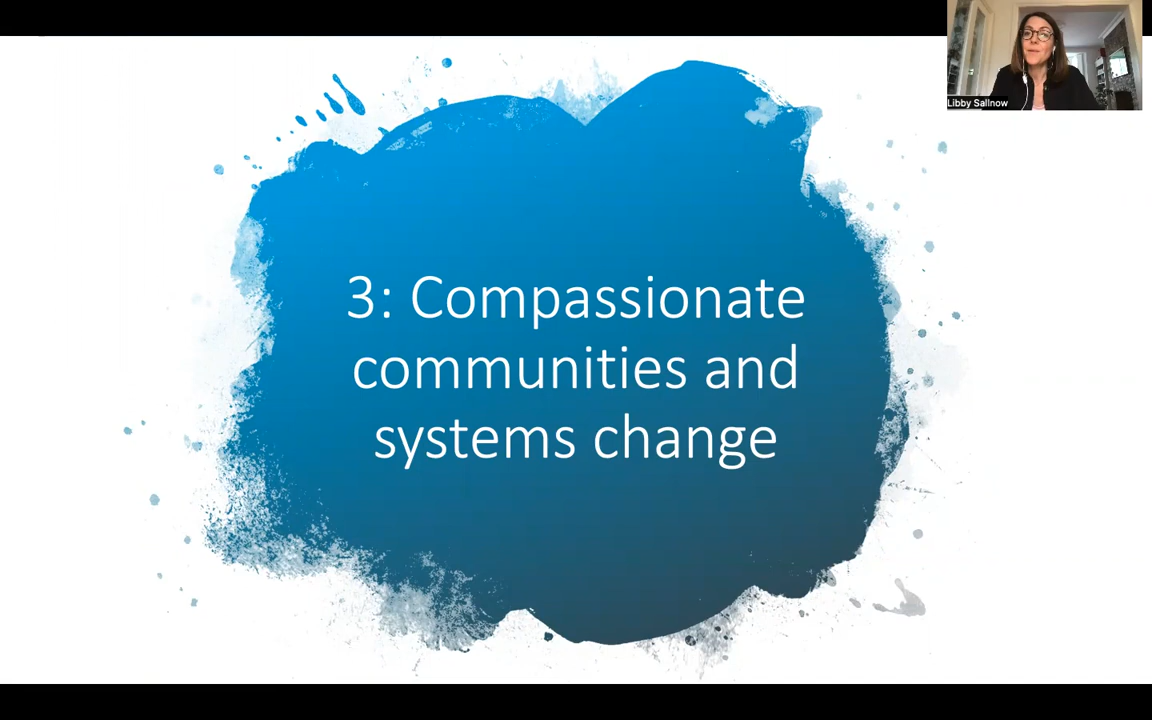 Libby Sallnow
3: Compassionate
communities and
systems change